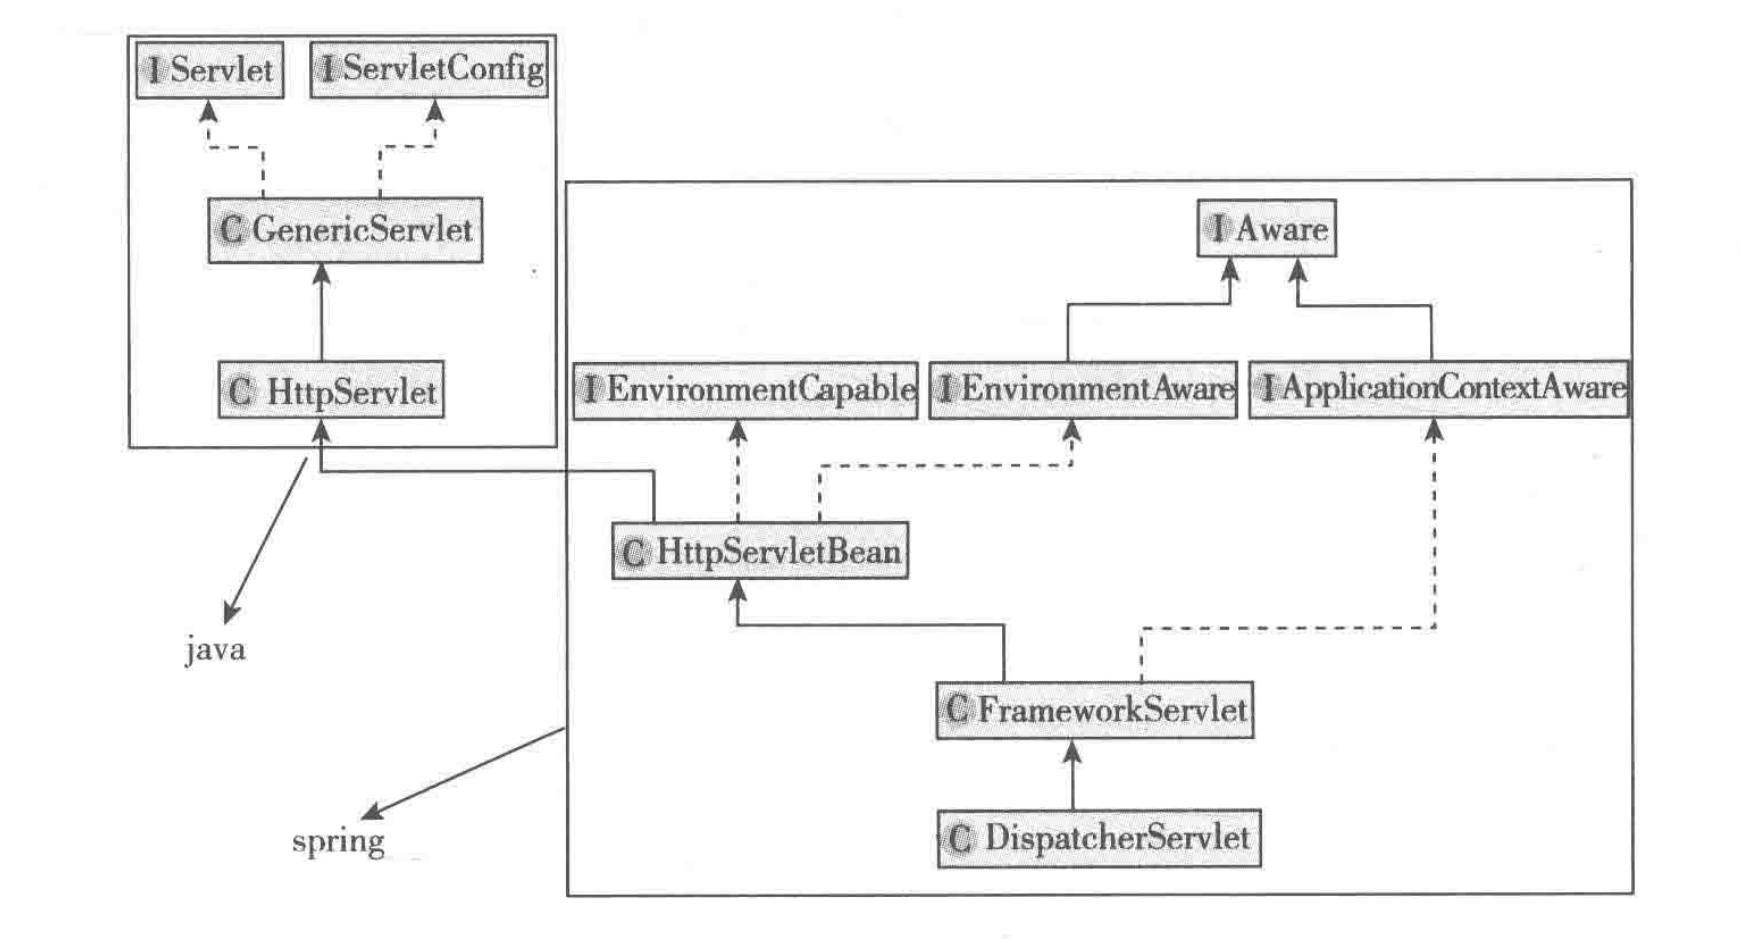 I Servlet
I ServletConfig
C GenericServlet
C HttpServlet
I Aware
I EnvironmentCapable
I EnvironmentAware
I ApplicationContextAware
C HttpServletBean
C FrameworkServlet
C DispatcherServlet
java
spring